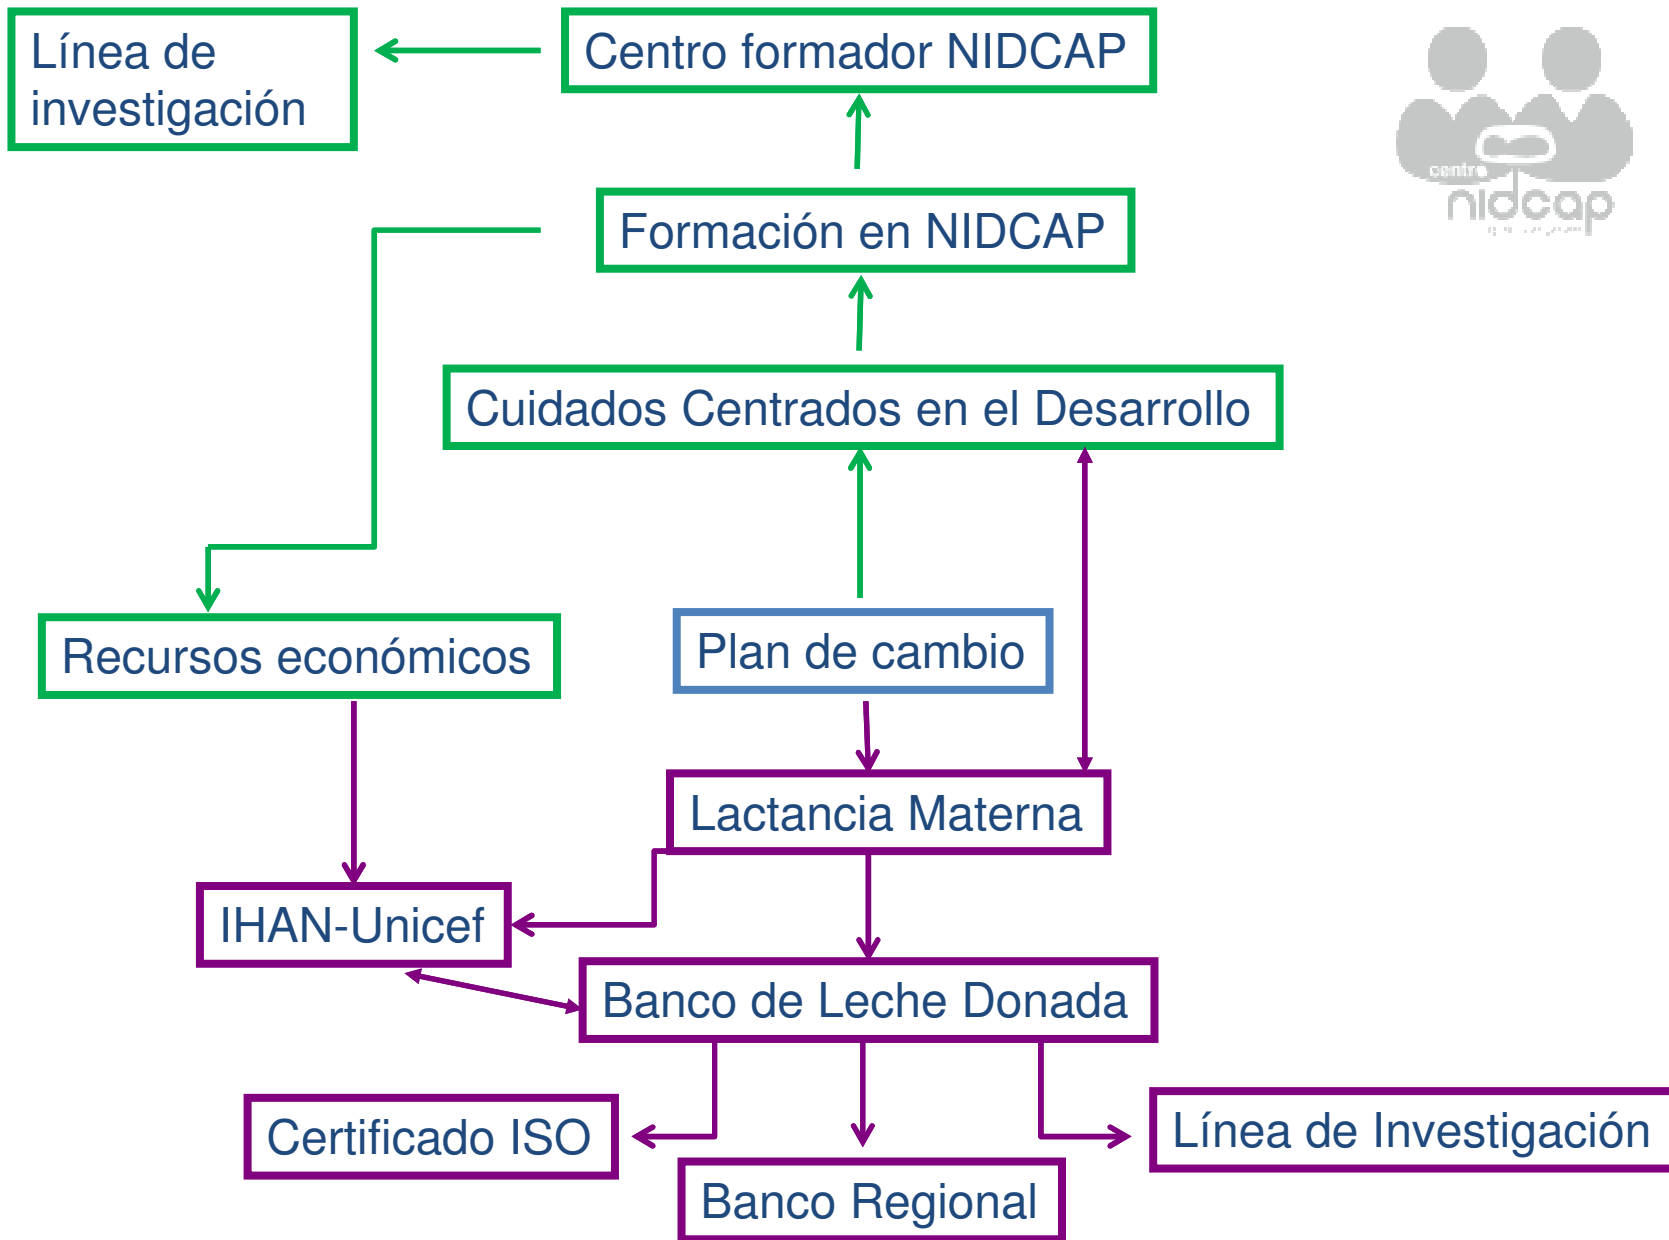 Línea de
investigación
Centro formador NIDCAP
centro
nidcap
Formación en NIDCAP
Cuidados Centrados en el Desarrollo
Recursos económicos
Plan de cambio
Lactancia Materna
IHAN-Unicef
Banco de Leche Donada
Certificado ISO
Línea de Investigación
Banco Regional